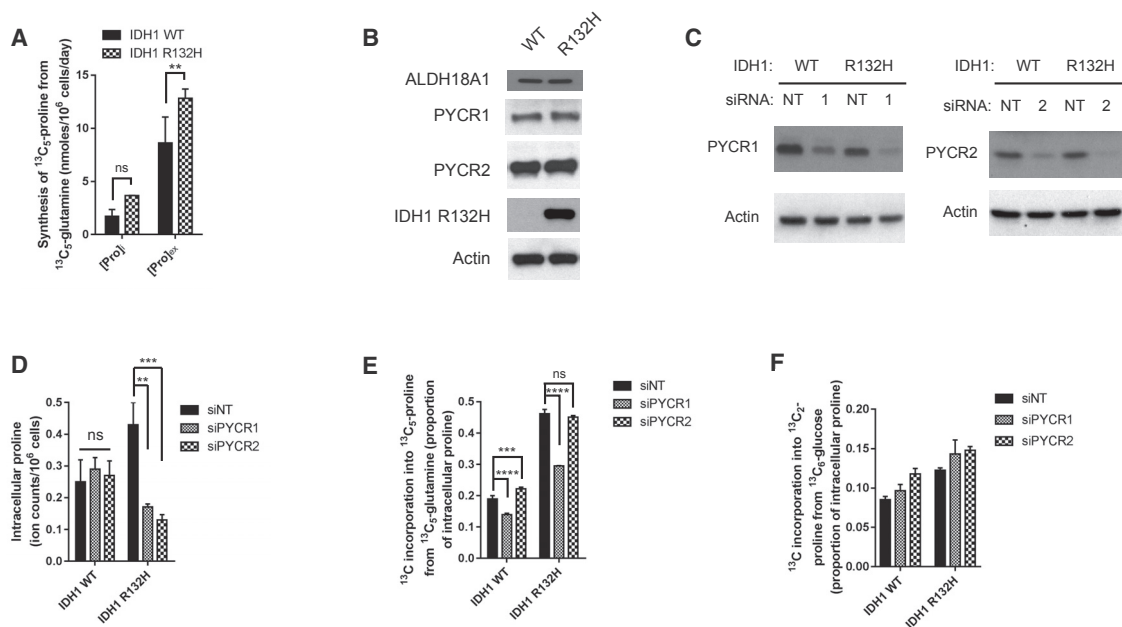 A
IDH1 WT
IDH1 R132H
Synthesis of ¹³C₅-proline from
¹³C₅-glutamine (nmoles/10⁶ cells/day)
15
10
5
0
ns
**
[Pro]i
[Pro]ex
B
WT
R132H
ALDH18A1
PYCR1
PYCR2
IDH1 R132H
Actin
C
IDH1: WT R132H
siRNA: NT 1 NT 1
PYCR1
Actin
IDH1: WT R132H
siRNA: NT 2 NT 2
PYCR2
Actin
D
Intracellular proline
(ion counts/10⁶ cells)
0.5
0.4
0.3
0.2
0.1
0.0
ns
***
**
siNT
siPYCR1
siPYCR2
IDH1 WT
IDH1 R132H
E
¹³C incorporation into ¹³C₅-proline
from ¹³C₅-glutamine (proportion
of intracellular proline)
0.5
0.4
0.3
0.2
0.1
0.0
***
****
ns
****
siNT
siPYCR1
siPYCR2
IDH1 WT
IDH1 R132H
F
¹³C incorporation into ¹³C₂-
proline from ¹³C₆-glucose
(proportion of intracellular proline)
0.20
0.15
0.10
0.05
0.00
siNT
siPYCR1
siPYCR2
IDH1 WT
IDH1 R132H